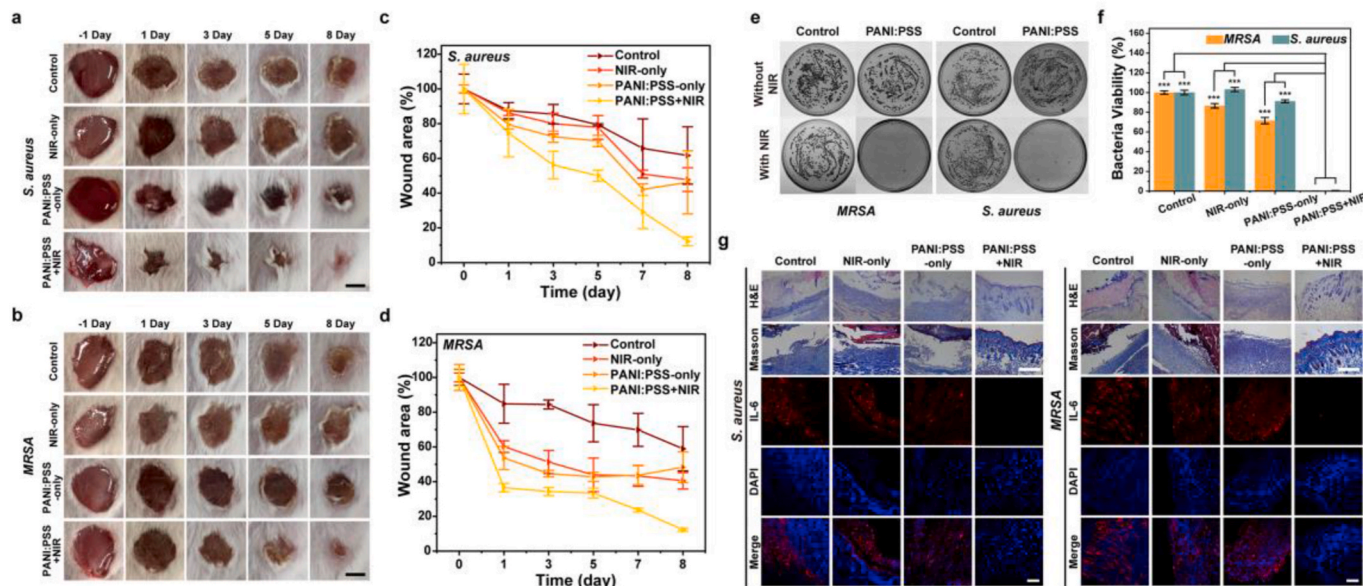 a
-1 Day 1 Day 3 Day 5 Day 8 Day
S. aureus
Control
NIR-only
PANI:PSS
-only
PANI:PSS
+NIR
b
-1 Day 1 Day 3 Day 5 Day 8 Day
MRSA
Control
NIR-only
PANI:PSS
-only
PANI:PSS
+NIR
c
S. aureus
Control
NIR-only
PANI:PSS-only
PANI:PSS+NIR
Wound area (%)
120
100
80
60
40
20
0
0 1 3 5 7 8
Time (day)
d
MRSA
Control
NIR-only
PANI:PSS-only
PANI:PSS+NIR
Wound area (%)
120
100
80
60
40
20
0
0 1 3 5 7 8
Time (day)
e
Control PANI:PSS Control PANI:PSS
Without
NIR
With NIR
MRSA S. aureus
f
MRSA S. aureus
Bacteria Viability (%)
180
160
140
120
100
80
60
40
20
0
*** *** *** *** *** ***
Control NIR-only PANI:PSS-only PANI:PSS+NIR
g
Control NIR-only PANI:PSS
-only PANI:PSS
+NIR
S. aureus
H&E
Masson
IL-6
DAPI
Merge
Control NIR-only PANI:PSS
-only PANI:PSS
+NIR
MRSA
H&E
Masson
IL-6
DAPI
Merge